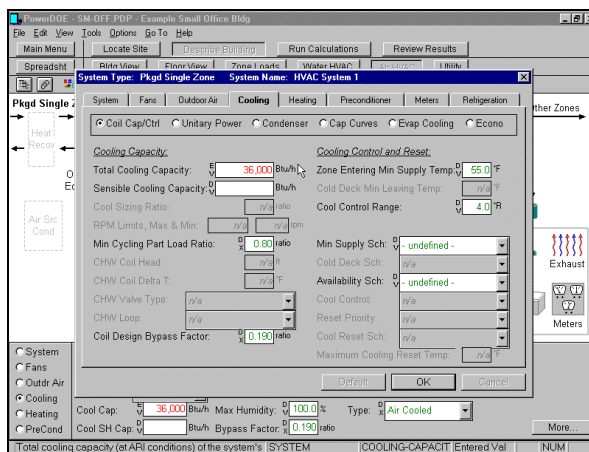 PowerDOE - SM-OFF.PDP - Example Small Office Bldg
File Edit View Tools Options Go To Help
Main Menu Locate Site Describe Building Run Calculations Review Results
Spreadsht Bldg View Floor View Zone Loads Water HVAC Air HVAC Utility
System Type: Pkgd Single Zone System Name: HVAC System 1
System Fans Outdoor Air Cooling Heating Preconditioner Meters Refrigeration
Pkgd Single Z
Other Zones
Coil Cap/Ctrl Unitary Power Condenser Cap Curves Evap Cooling Econo
Heat Recov
Cooling Capacity: Cooling Control and Reset:
Total Cooling Capacity: E V 36,000 Btu/h Zone Entering Min Supply Temp: D V 55.0 °F
Sensible Cooling Capacity: D V Btu/h Cold Deck Min Leaving Temp: n/a °F
Cool Sizing Ratio: n/a ratio Cool Control Range: D V 4.0 °R
RPM Limits, Max & Min: n/a n/a rpm
Air Src Cond
Min Cycling Part Load Ratio: D X 0.80 ratio Min Supply Sch: D V - undefined -
CHW Coil Head: n/a ft Cold Deck Sch: n/a
CHW Coil Delta T: n/a °F Availability Sch: D V - undefined -
Exhaust
CHW Valve Type: n/a Cool Control: n/a
CHW Loop: n/a Reset Priority: n/a
Meters
Coil Design Bypass Factor: D X 0.190 ratio Cool Reset Sch: n/a
Maximum Cooling Reset Temp: n/a °F
Default OK Cancel
System
Fans
Outdr Air
Cooling
Heating
PreCond
Cool Cap: E V 36,000 Btu/h Max Humidity: D V 100.0 % Type: D X Air Cooled
Cool SH Cap: D V Btu/h Bypass Factor: D X 0.190 ratio
More...
Total cooling capacity (at ARI conditions) of the system's SYSTEM COOLING-CAPACIT Entered Val NUM